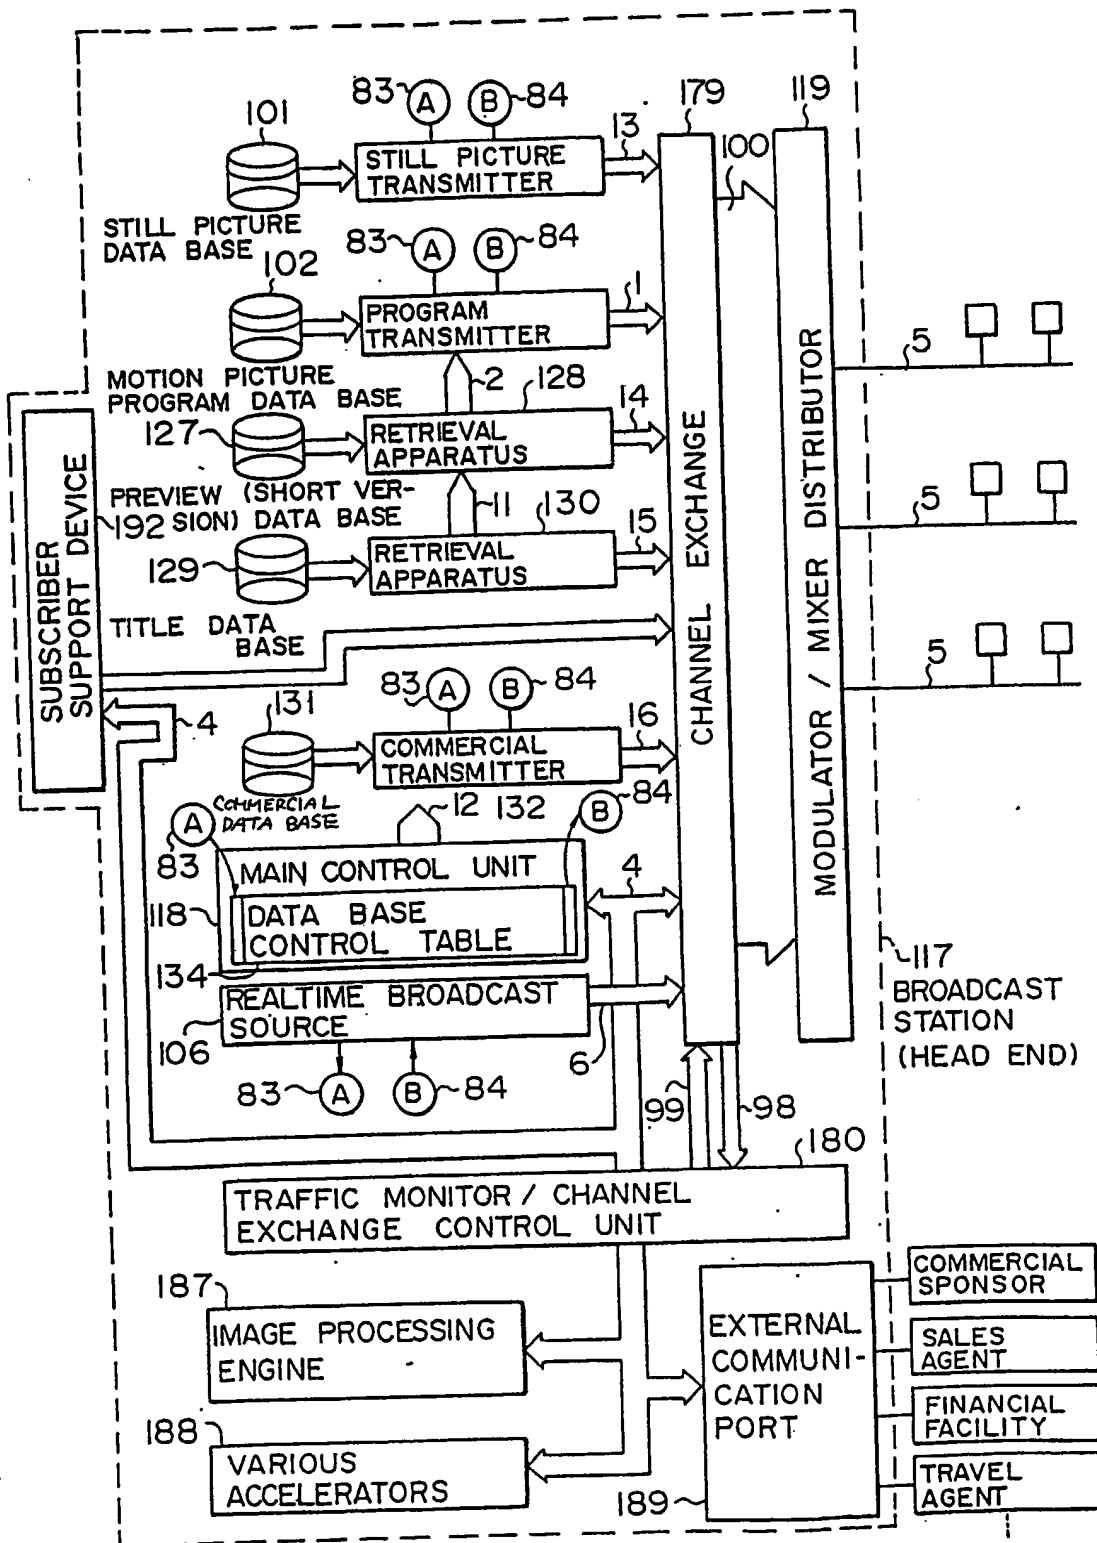 83 A B 84
179
119
101
13
100
STILL PICTURE
TRANSMITTER
STILL PICTURE
DATA BASE
83 A B 84
102
1
PROGRAM
TRANSMITTER
MOTION PICTURE
PROGRAM DATA BASE
2
128
14
5
127
RETRIEVAL
APPARATUS
PREVIEW (SHORT VER-
SION) DATA BASE
192
11
130
15
5
129
RETRIEVAL
APPARATUS
TITLE DATA
BASE
SUBSCRIBER
SUPPORT DEVICE
CHANNEL EXCHANGE
MODULATOR / MIXER DISTRIBUTOR
5
4
83 A B 84
131
16
COMMERCIAL
TRANSMITTER
COMMERCIAL
DATA BASE
12
132
B 84
A
83
MAIN CONTROL UNIT
118
DATA BASE
CONTROL TABLE
4
134
REALTIME BROADCAST
SOURCE
106
6
83 A B 84
117
BROADCAST
STATION
(HEAD END)
99
98
180
TRAFFIC MONITOR / CHANNEL
EXCHANGE CONTROL UNIT
187
IMAGE PROCESSING
ENGINE
188
VARIOUS
ACCELERATORS
EXTERNAL
COMMUNI-
CATION
PORT
189
COMMERCIAL
SPONSOR
SALES
AGENT
FINANCIAL
FACILITY
TRAVEL
AGENT